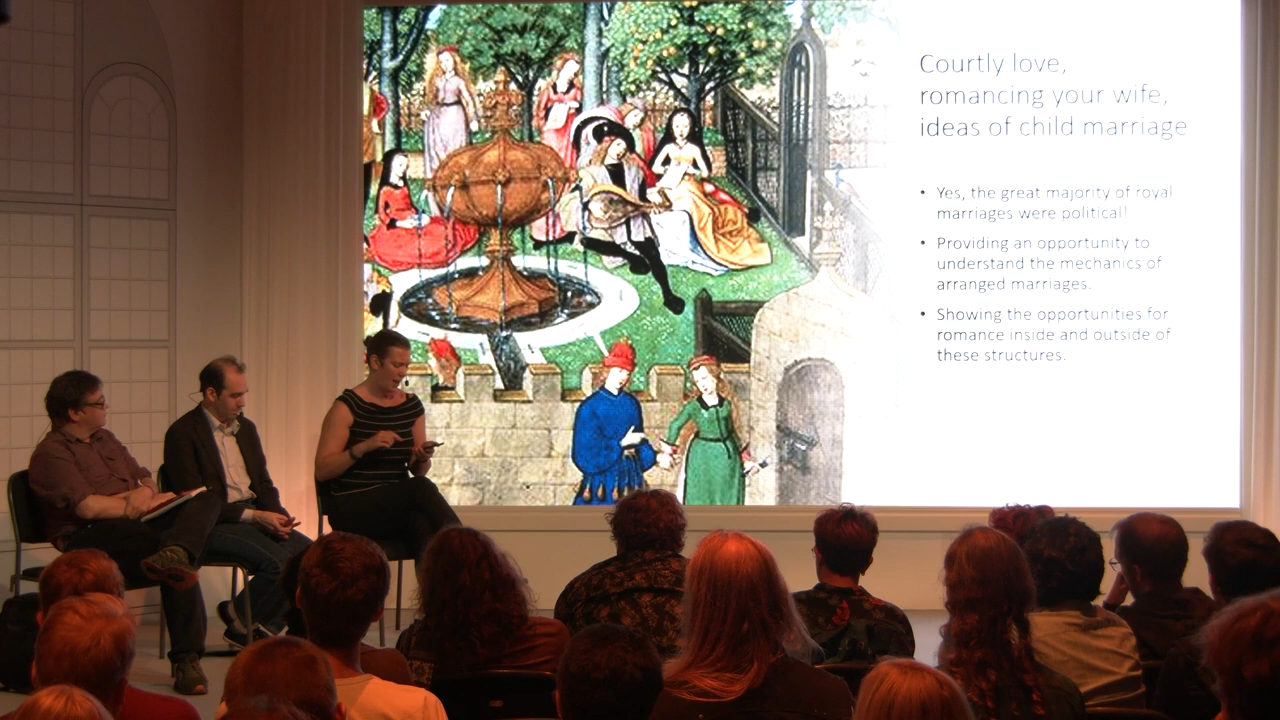 Courtly love,
romancing your wife,
ideas of child marriage
• Yes, the great majority of royal
marriages were political!
• Providing an opportunity to
understand the mechanics of
arranged marriages.
• Showing the opportunities for
romance inside and outside of
these structures.